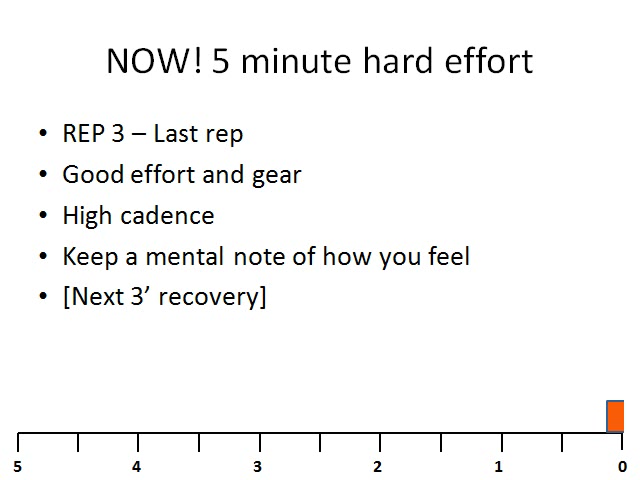 NOW! 5 minute hard effort
• REP 3 – Last rep
• Good effort and gear
• High cadence
• Keep a mental note of how you feel
• [Next 3’ recovery]
5 4 3 2 1 0